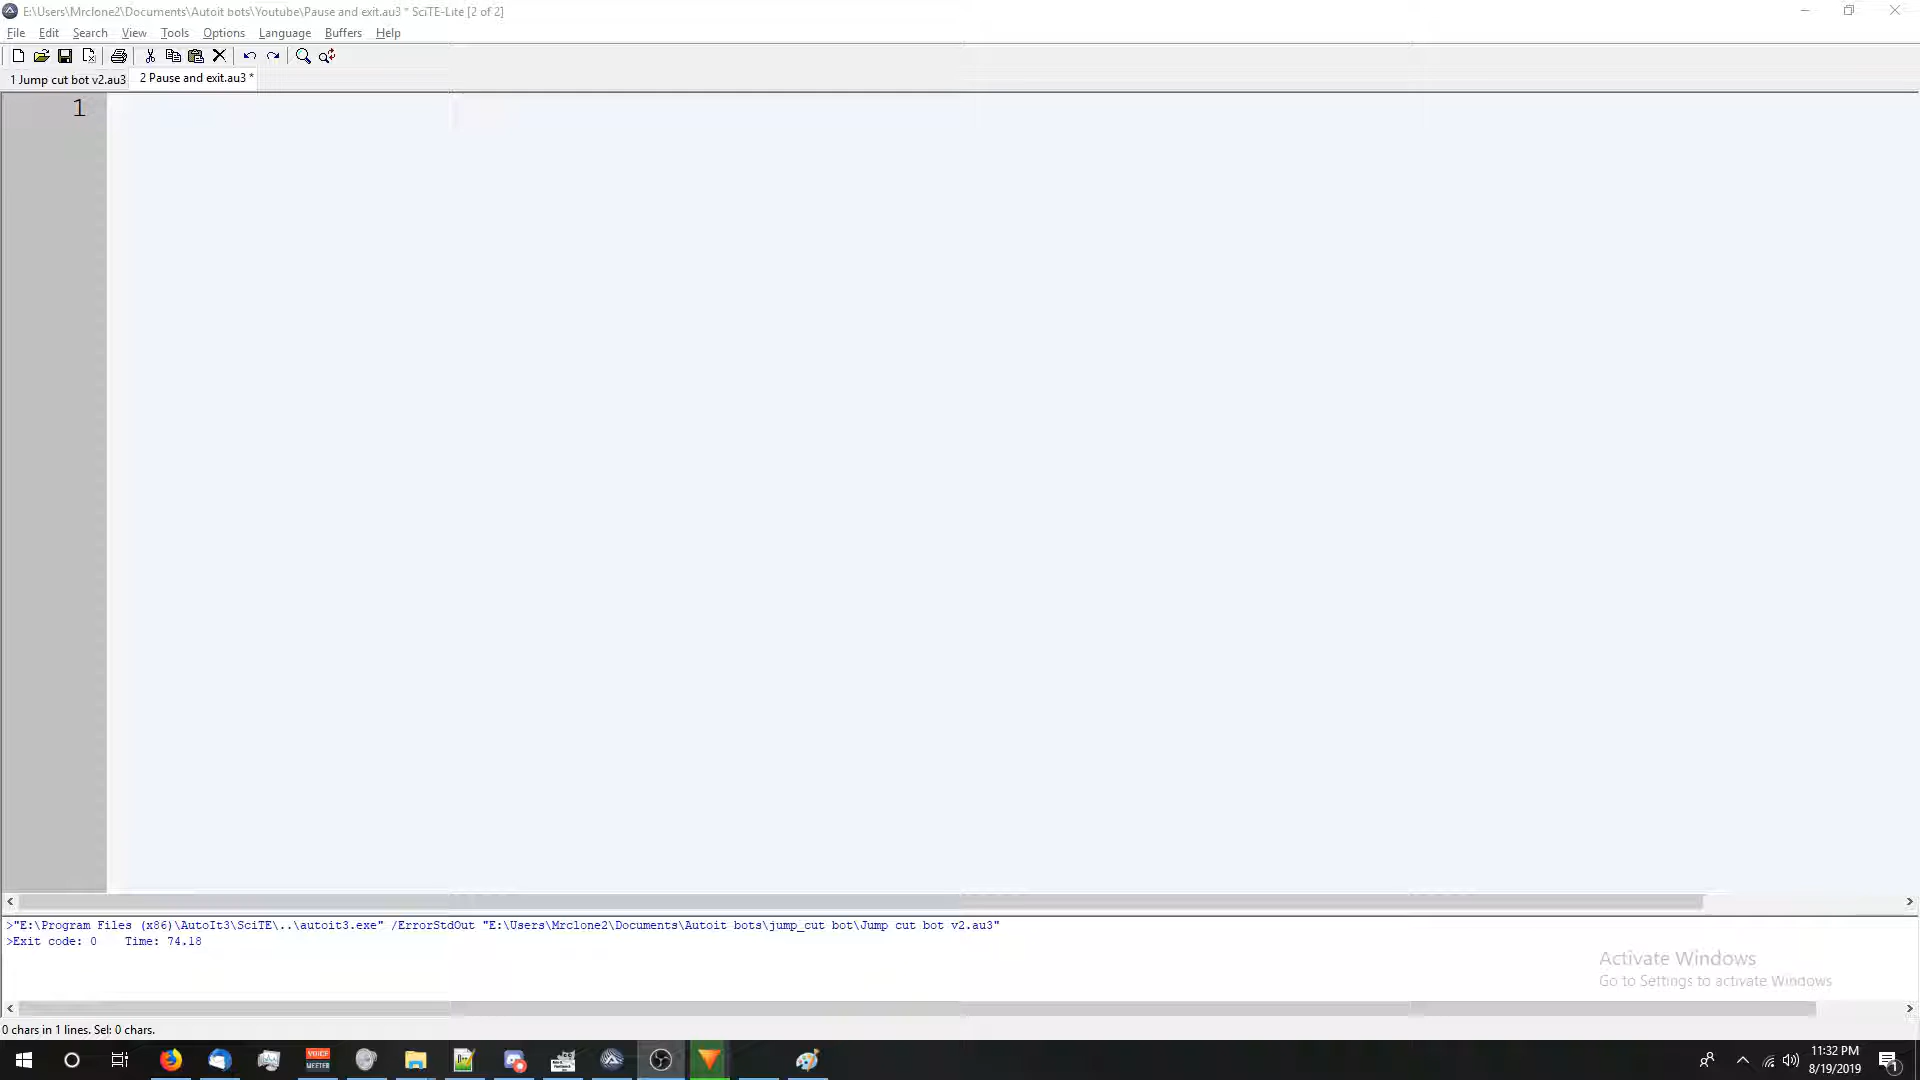 E:\Users\Mrclone2\Documents\Autoit bots\Youtube\Pause and exit.au3 * SciTE-Lite [2 of 2]
File Edit Search View Tools Options Language Buffers Help
1 Jump cut bot v2.au3 2 Pause and exit.au3 *
1
>"E:\Program Files (x86)\AutoIt3\SciTE\..\autoit3.exe" /ErrorStdOut "E:\Users\Mrclone2\Documents\Autoit bots\jump_cut bot\Jump cut bot v2.au3"
>Exit code: 0    Time: 74.18
Activate Windows
Go to Settings to activate Windows
0 chars in 1 lines. Sel: 0 chars.
VOICE
MEETER
11:32 PM
8/19/2019
1